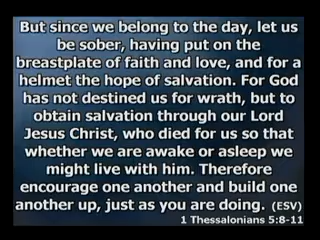 But since we belong to the day, let us
be sober, having put on the
breastplate of faith and love, and for a
helmet the hope of salvation. For God
has not destined us for wrath, but to
obtain salvation through our Lord
Jesus Christ, who died for us so that
whether we are awake or asleep we
might live with him. Therefore
encourage one another and build one
another up, just as you are doing. (ESV)
1 Thessalonians 5:8-11